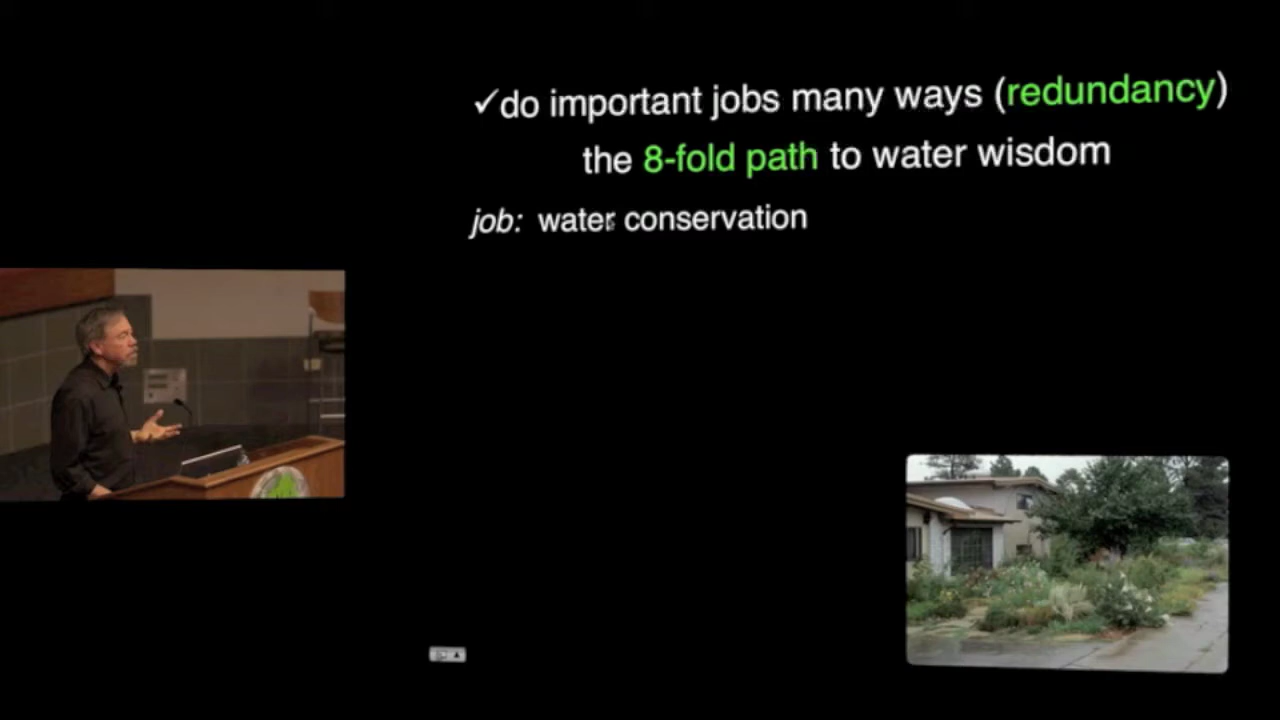 ✓do important jobs many ways (redundancy)
the 8-fold path to water wisdom
job: water conservation